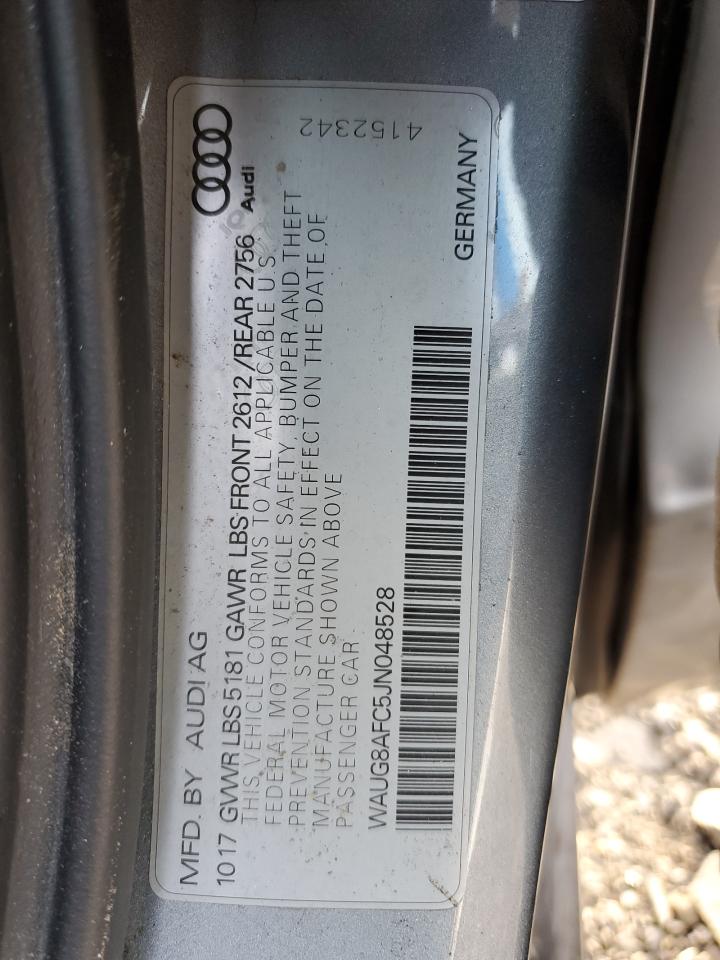 MFD. BY AUDI AG
10 17 GVWR LBS 5181 GAWR LBS FRONT 2612 / REAR 2756
THIS VEHICLE CONFORMS TO ALL APPLICABLE U.S.
FEDERAL MOTOR VEHICLE SAFETY, BUMPER AND THEFT
PREVENTION STANDARDS IN EFFECT ON THE DATE OF
MANUFACTURE SHOWN ABOVE
PASSENGER CAR
WAUG8AFC5JN048528
Audi
4152342
GERMANY